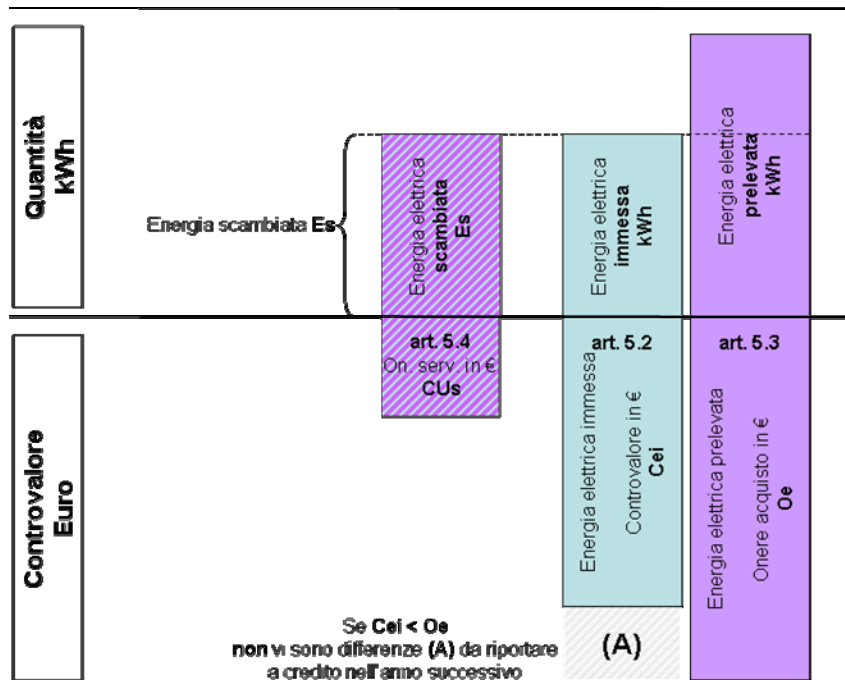 Quantità
kWh
Energia scambiata Es
Energia elettrica
scambiata
Es
Energia elettrica
immessa
kWh
Energia elettrica
prelevata
kWh
Controvalore
Euro
art. 5.4
On. serv. in €
CUs
art. 5.2
Energia elettrica immessa
Controvalore in €
Cei
art. 5.3
Energia elettrica prelevata
Onere acquisto in €
Oe
Se Cei < Oe
non vi sono differenze (A) da riportare
a credito nell'anno successivo
(A)